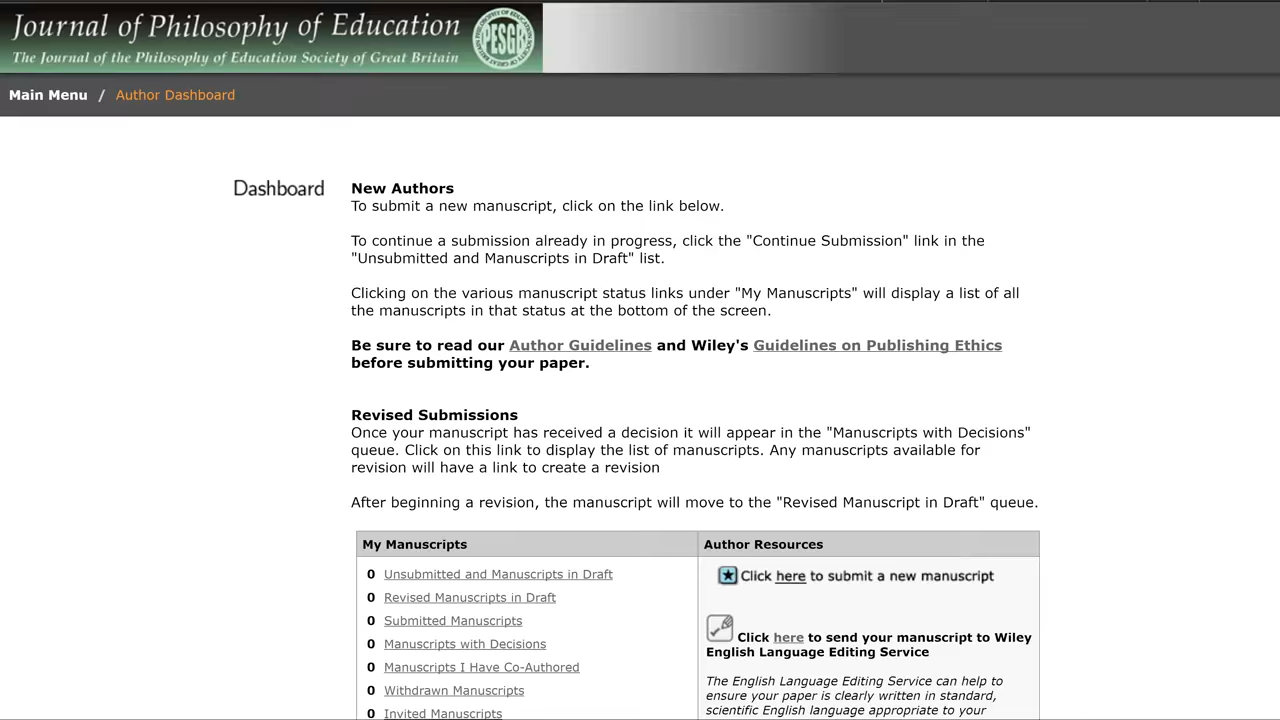 Journal of Philosophy of Education
The Journal of the Philosophy of Education Society of Great Britain
PESGB
Main Menu / Author Dashboard
Dashboard
New Authors
To submit a new manuscript, click on the link below.
To continue a submission already in progress, click the "Continue Submission" link in the
"Unsubmitted and Manuscripts in Draft" list.
Clicking on the various manuscript status links under "My Manuscripts" will display a list of all
the manuscripts in that status at the bottom of the screen.
Be sure to read our Author Guidelines and Wiley's Guidelines on Publishing Ethics
before submitting your paper.
Revised Submissions
Once your manuscript has received a decision it will appear in the "Manuscripts with Decisions"
queue. Click on this link to display the list of manuscripts. Any manuscripts available for
revision will have a link to create a revision
After beginning a revision, the manuscript will move to the "Revised Manuscript in Draft" queue.
My Manuscripts
0 Unsubmitted and Manuscripts in Draft
0 Revised Manuscripts in Draft
0 Submitted Manuscripts
0 Manuscripts with Decisions
0 Manuscripts I Have Co-Authored
0 Withdrawn Manuscripts
0 Invited Manuscripts
Author Resources
Click here to submit a new manuscript
Click here to send your manuscript to Wiley
English Language Editing Service
The English Language Editing Service can help to
ensure your paper is clearly written in standard,
scientific English language appropriate to your